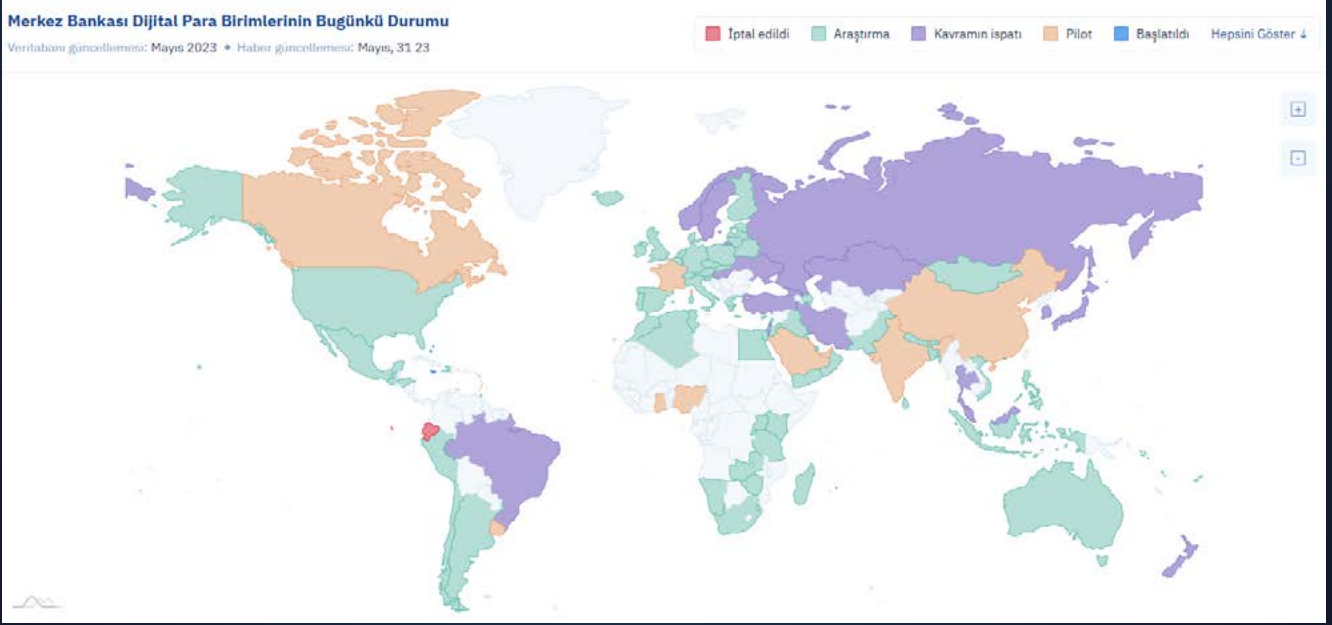 Merkez Bankası Dijital Para Birimlerinin Bugünkü Durumu
Veritabanı güncellemesi: Mayıs 2023 • Haber güncellemesi: Mayıs, 31 23
İptal edildi
Araştırma
Kavramın ispatı
Pilot
Başlatıldı
Hepsini Göster ↓
+
-